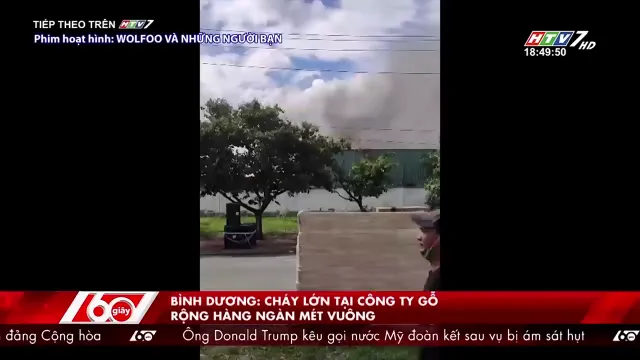 TIẾP THEO TRÊN HTV7
Phim hoạt hình: WOLFOO VÀ NHỮNG NGƯỜI BẠN
HTV7 HD
18:49:50
60 giây
BÌNH DƯƠNG: CHÁY LỚN TẠI CÔNG TY GỖ
RỘNG HÀNG NGÀN MÉT VUÔNG
đảng Cộng hòa 60 Ông Donald Trump kêu gọi nước Mỹ đoàn kết sau vụ bị ám sát hụt 60